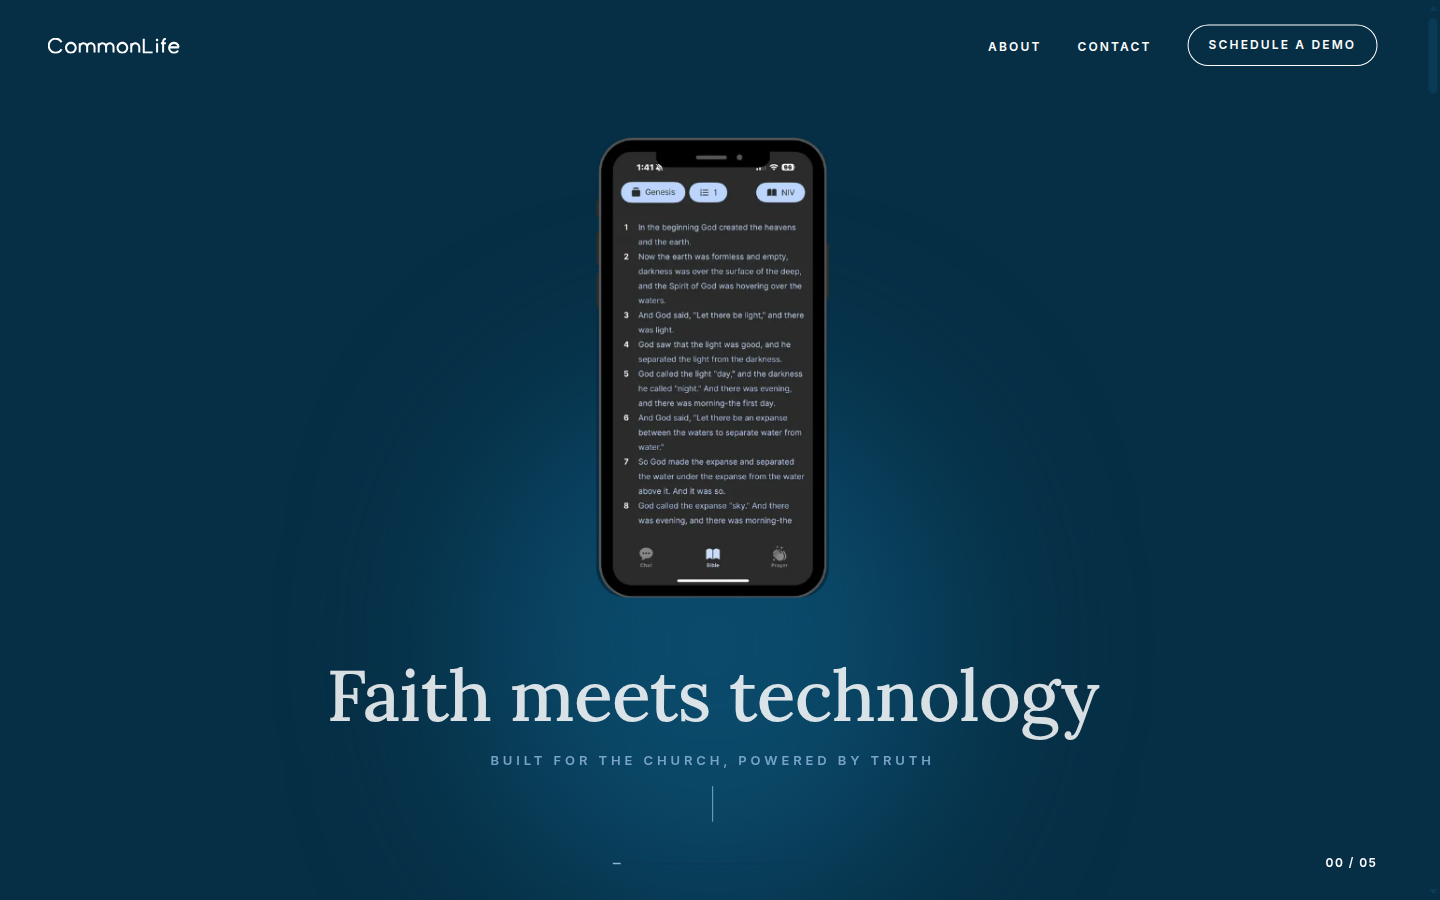 CommonLife
ABOUT
CONTACT
SCHEDULE A DEMO
1:41
Genesis
1
NIV
1 In the beginning God created the heavens
and the earth.
2 Now the earth was formless and empty,
darkness was over the surface of the deep,
and the Spirit of God was hovering over the
waters.
3 And God said, "Let there be light," and there
was light.
4 God saw that the light was good, and he
separated the light from the darkness.
5 God called the light "day," and the darkness
he called "night." And there was evening,
and there was morning-the first day.
6 And God said, "Let there be an expanse
between the waters to separate water from
water."
7 So God made the expanse and separated
the water under the expanse from the water
above it. And it was so.
8 God called the expanse "sky." And there
was evening, and there was morning-the
Chat
Bible
Prayer
Faith meets technology
BUILT FOR THE CHURCH, POWERED BY TRUTH
00 / 05